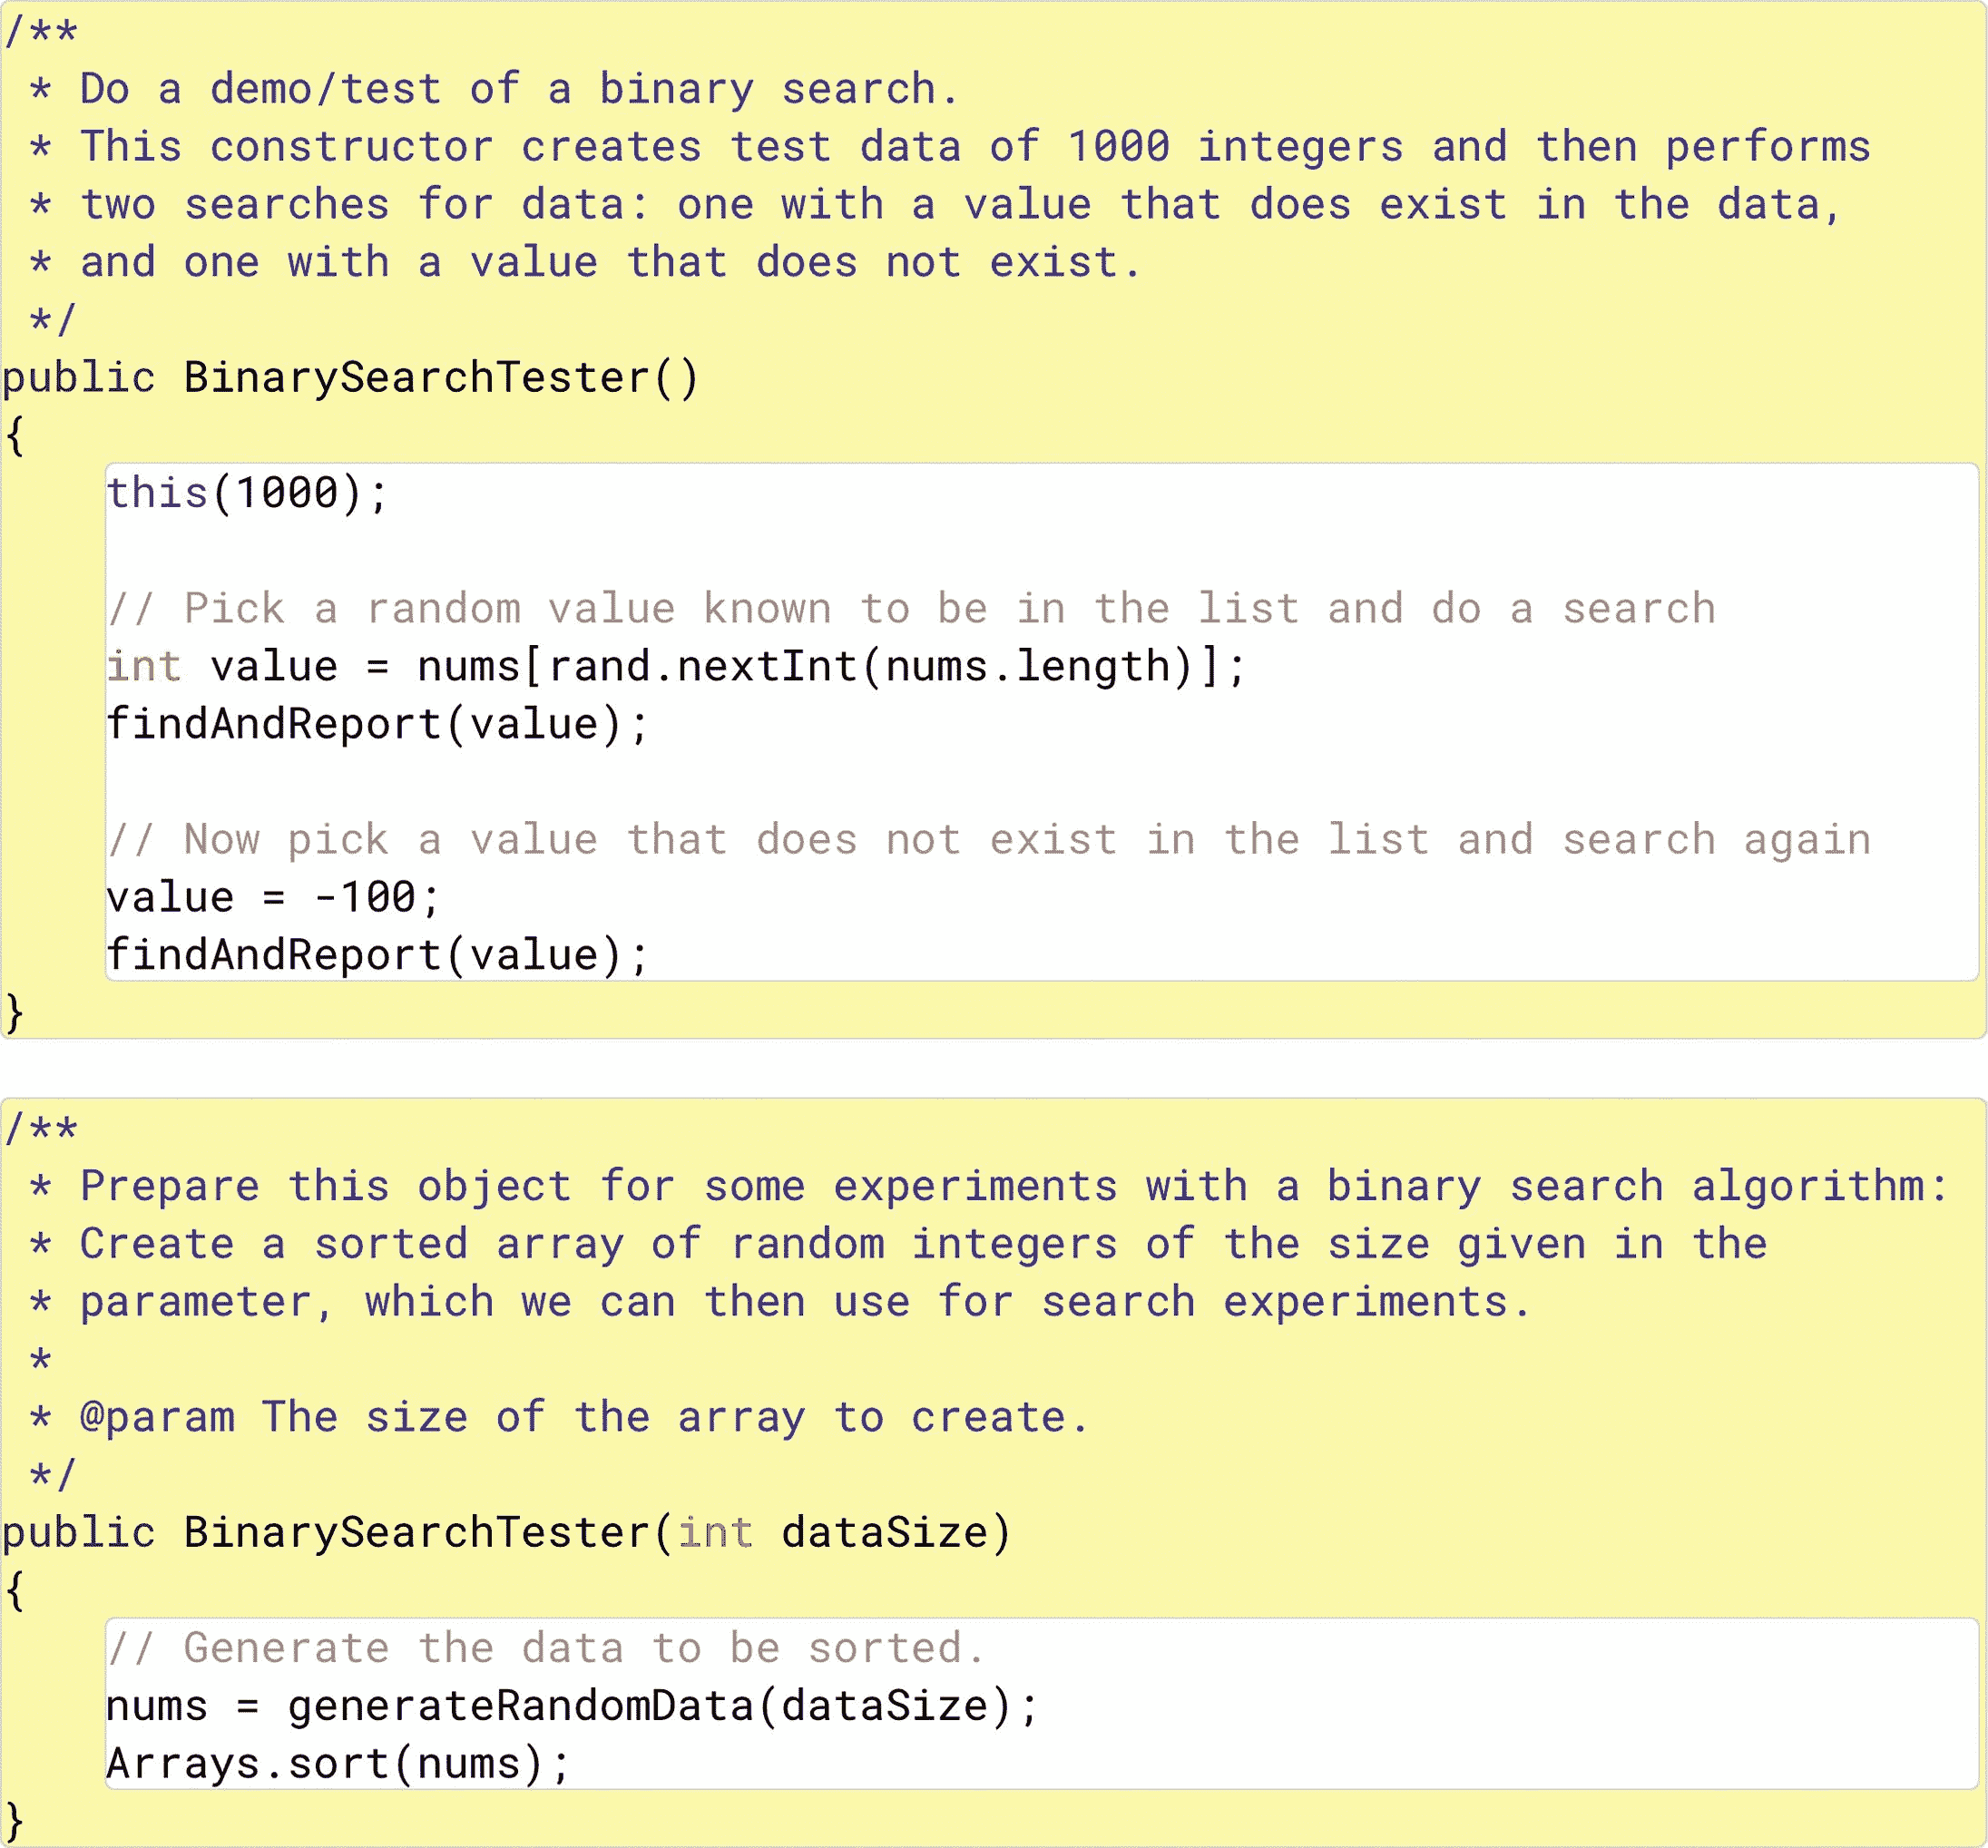 /**
 * Do a demo/test of a binary search.
 * This constructor creates test data of 1000 integers and then performs
 * two searches for data: one with a value that does exist in the data,
 * and one with a value that does not exist.
 */
public BinarySearchTester()
{
    this(1000);

    // Pick a random value known to be in the list and do a search
    int value = nums[rand.nextInt(nums.length)];
    findAndReport(value);

    // Now pick a value that does not exist in the list and search again
    value = -100;
    findAndReport(value);
}

/**
 * Prepare this object for some experiments with a binary search algorithm:
 * Create a sorted array of random integers of the size given in the
 * parameter, which we can then use for search experiments.
 *
 * @param The size of the array to create.
 */
public BinarySearchTester(int dataSize)
{
    // Generate the data to be sorted.
    nums = generateRandomData(dataSize);
    Arrays.sort(nums);
}